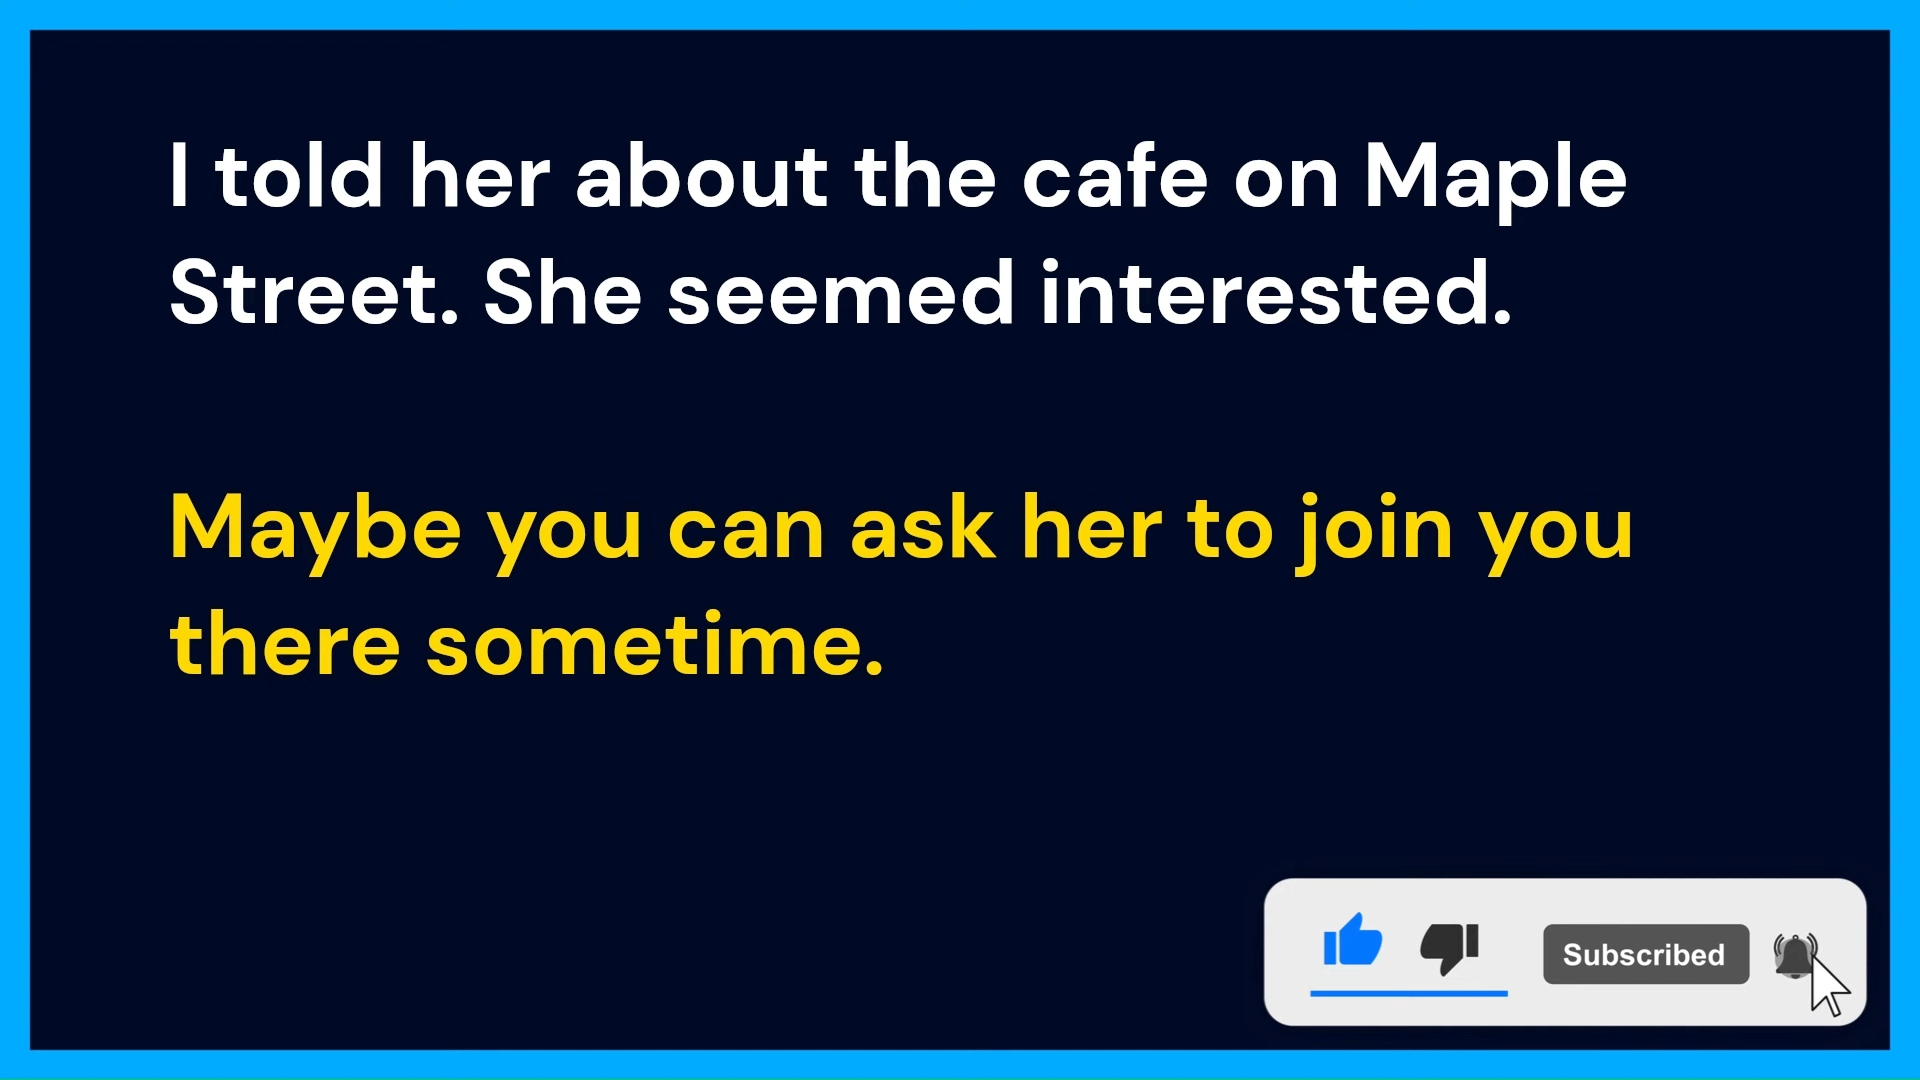 I told her about the cafe on Maple
Street. She seemed interested.
Maybe you can ask her to join you
there sometime.
Subscribed